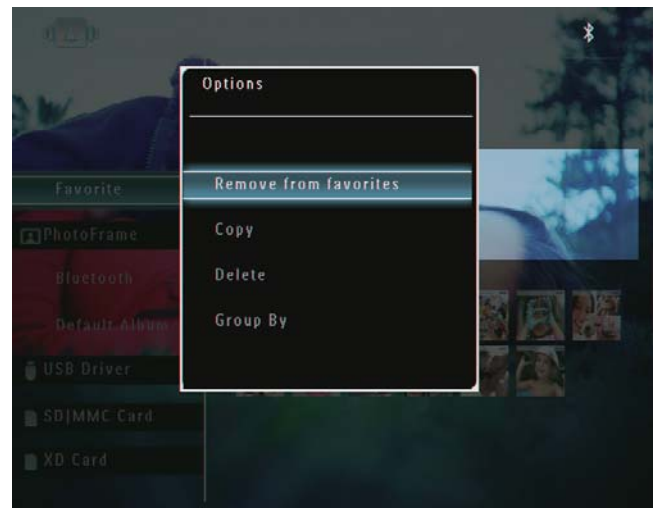 Options
Remove from favorites
Copy
Delete
Group By
Favorite
PhotoFrame
Bluetooth
Default Album
USB Driver
SD|MMC Card
XD Card